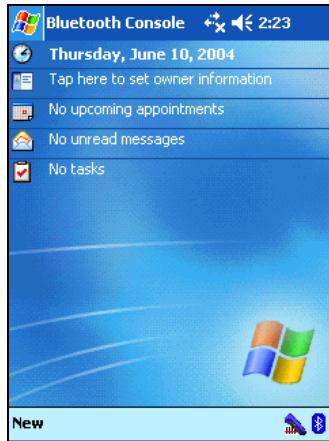 Bluetooth Console 2:23
Thursday, June 10, 2004
Tap here to set owner information
No upcoming appointments
No unread messages
No tasks
New